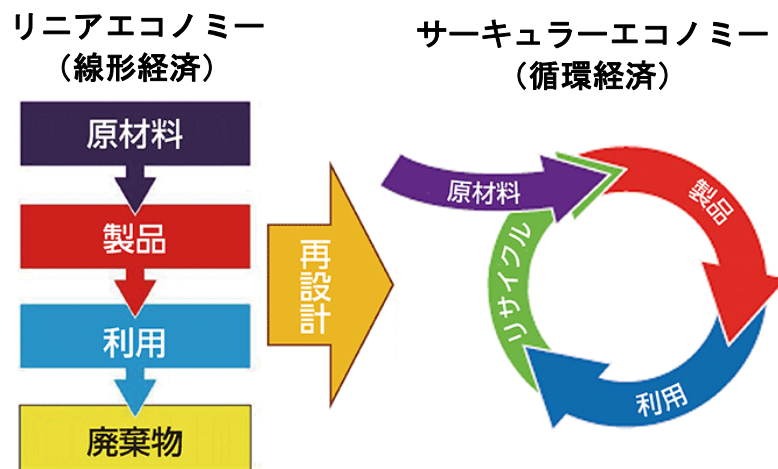 リニアエコノミー
（線形経済）
原材料
製品
利用
廃棄物
再設計
サーキュラーエコノミー
（循環経済）
原材料
製品
利用
リサイクル